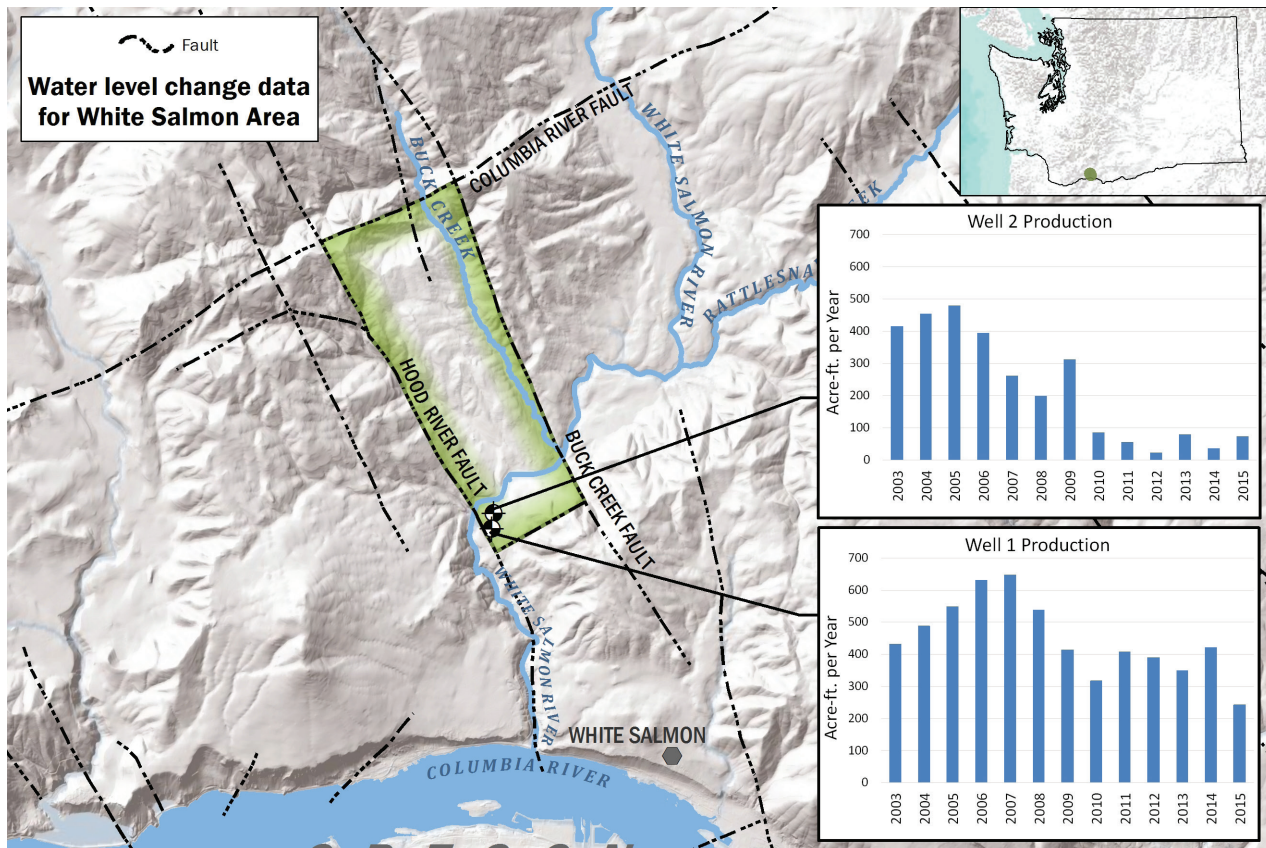 Fault
Water level change data
for White Salmon Area
COLUMBIA RIVER FAULT
BUCK CREEK
WHITE SALMON RIVER
RATTLESNA
EEK
HOOD RIVER FAULT
BUCK CREEK FAULT
WHITE SALMON RIVER
WHITE SALMON
COLUMBIA RIVER
Well 2 Production
Acre-ft. per Year
700
600
500
400
300
200
100
0
2003 2004 2005 2006 2007 2008 2009 2010 2011 2012 2013 2014 2015
Well 1 Production
Acre-ft. per Year
700
600
500
400
300
200
100
0
2003 2004 2005 2006 2007 2008 2009 2010 2011 2012 2013 2014 2015